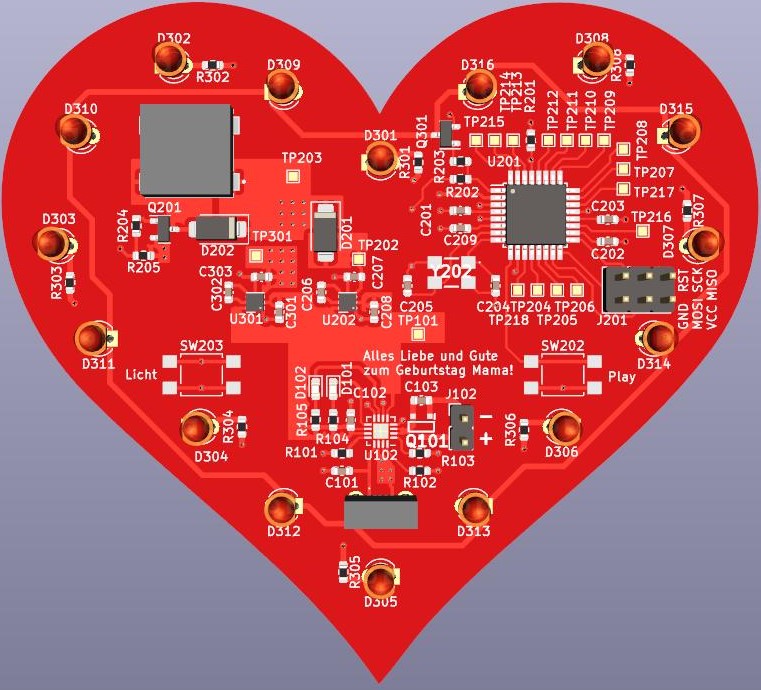 D302
R302
D309
D316
TP214
TP213
R201
D308
R306
D310
TP215
TP212
TP211
TP210
TP209
D315
D301
R301
Q301
R203
U201
TP208
TP203
R202
TP207
TP217
R204
Q201
C201
C209
C203
TP216
R307
D303
R205
D202
TP301
D201
TP202
C202
D307
R303
C303
C302
U301
C301
C206
U202
C207
C208
Y202
C205
C204
TP204
TP206
TP218
TP205
J201
GND RST
MOSI SCK
VCC MISO
TP101
D311
SW203
Licht
Alles Liebe und Gute
zum Geburtstag Mama!
SW202
Play
D314
D102
D101
C102
C103
J102
R105
R104
Q101
−
+
R304
D304
R306
D306
R101
U102
R103
C101
R102
D312
D313
R305
D305